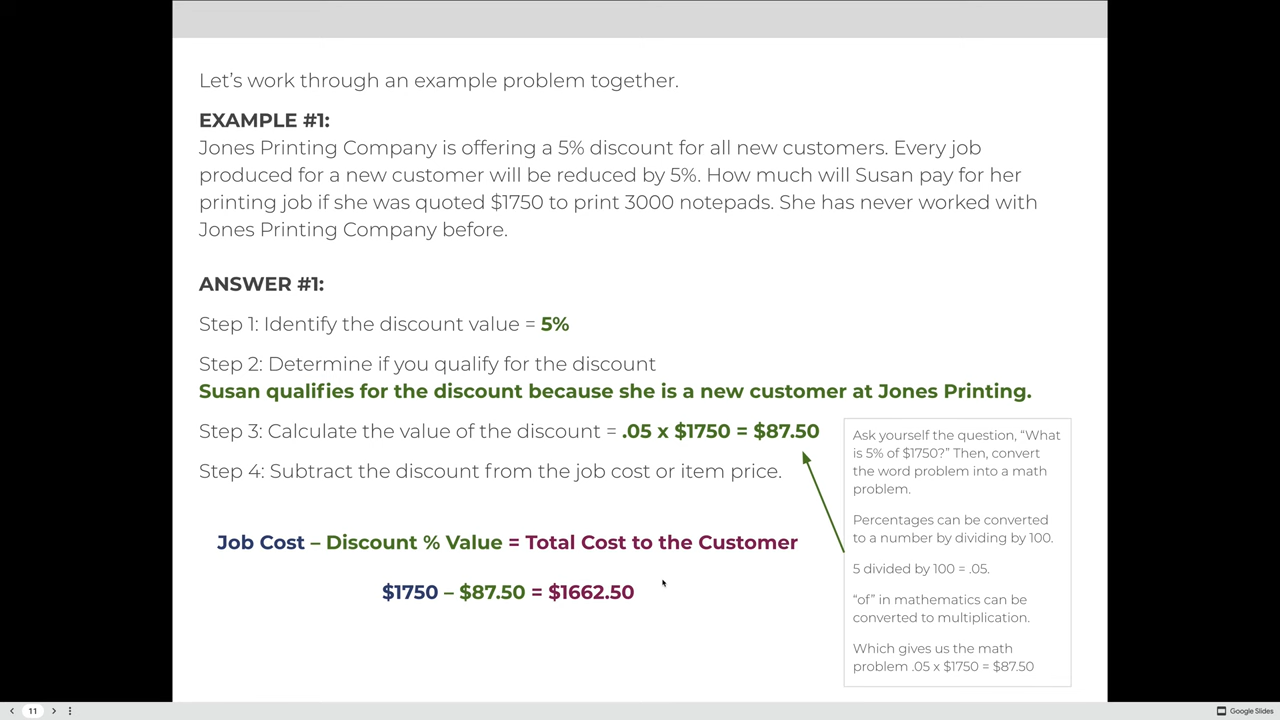 Let's work through an example problem together.
EXAMPLE #1:
Jones Printing Company is offering a 5% discount for all new customers. Every job
produced for a new customer will be reduced by 5%. How much will Susan pay for her
printing job if she was quoted $1750 to print 3000 notepads. She has never worked with
Jones Printing Company before.
ANSWER #1:
Step 1: Identify the discount value = 5%
Step 2: Determine if you qualify for the discount
Susan qualifies for the discount because she is a new customer at Jones Printing.
Step 3: Calculate the value of the discount = .05 x $1750 = $87.50
Step 4: Subtract the discount from the job cost or item price.
Job Cost – Discount % Value = Total Cost to the Customer
$1750 – $87.50 = $1662.50
Ask yourself the question, “What
is 5% of $1750?” Then, convert
the word problem into a math
problem.
Percentages can be converted
to a number by dividing by 100.
5 divided by 100 = .05.
“of” in mathematics can be
converted to multiplication.
Which gives us the math
problem .05 x $1750 = $87.50
11
Google Slides